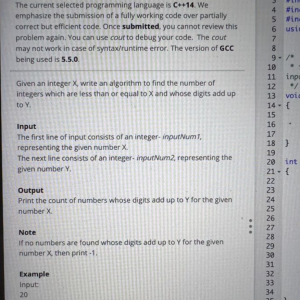 The current selected programming language is C++14. We
emphasize the submission of a fully working code over partially
correct but efficient code. Once submitted, you cannot review this
problem again. You can use cout to debug your code. The cout
may not work in case of syntax/runtime error. The version of GCC
being used is 5.5.0.
Given an integer X, write an algorithm to find the number of
integers which are less than or equal to X and whose digits add up
to Y.
Input
The first line of input consists of an integer- inputNum1,
representing the given number X.
The next line consists of an integer- inputNum2, representing the
given number Y.
Output
Print the count of numbers whose digits add up to Y for the given
number X.
Note
If no numbers are found whose digits add up to Y for the given
number X, then print -1.
Example
Input:
20
4 #in
5 #in
6 usi
7
8
9 /*
10 *
11 inpu
12 */
13 voi
14 {
15
16
17
18 }
19
20 int
21 {
22
23
24
25
26
27
28
29
30
31
32
33
34